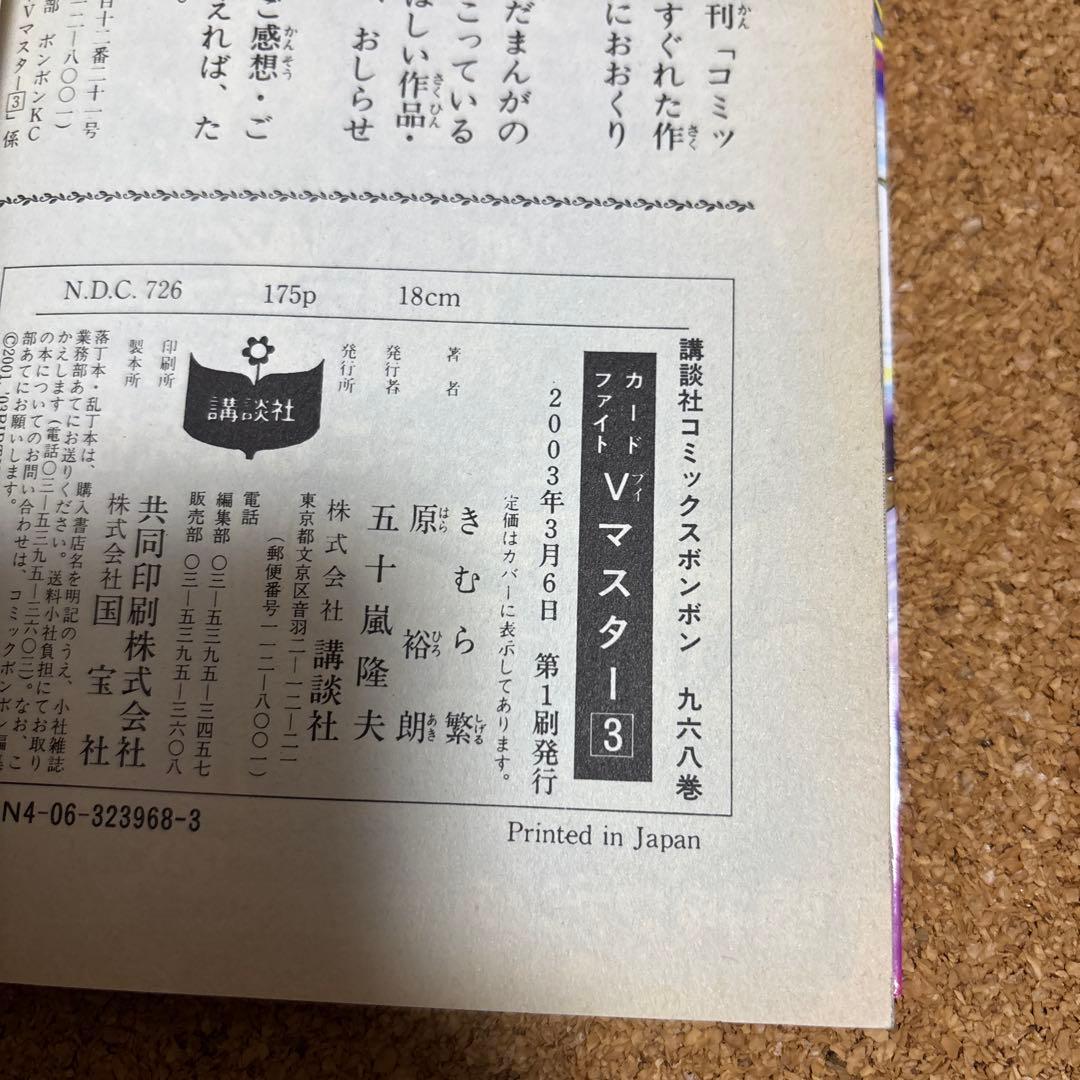 刊「コミッ
すぐれた作
におおくり
だまんがの
こっている
ほしい作品・
、おしらせ
ご感想・ご
えれば、た
。
日十二番二十一号
二一八〇〇一)
部 ボンボンKC
Vマスター3」係
N.D.C. 726 175p 18cm
講談社コミックスボンボン 九六八巻
カードファイト Vマスター 3
2003年3月6日 第1刷発行
定価はカバーに表示してあります。
著者 きむら繁
原裕朗
発行者 五十嵐隆夫
発行所 株式会社 講談社
東京都文京区音羽二ー一二ー二一
(郵便番号一一二ー八〇〇一)
電話
編集部 〇三ー五三九五ー三四五七
販売部 〇三ー五三九五ー三六〇八
講談社
印刷所 共同印刷株式会社
製本所 株式会社国宝社
落丁本・乱丁本は、購入書店名を明記のうえ、小社雑誌
業務部あてにお送りください。送料小社負担にてお取り
かえします(電話〇三ー五三九五ー三六〇三)。なお、こ
の本についてのお問い合わせは、コミックボンボン編集
部あてにお願いします。
N4-06-323968-3
Printed in Japan